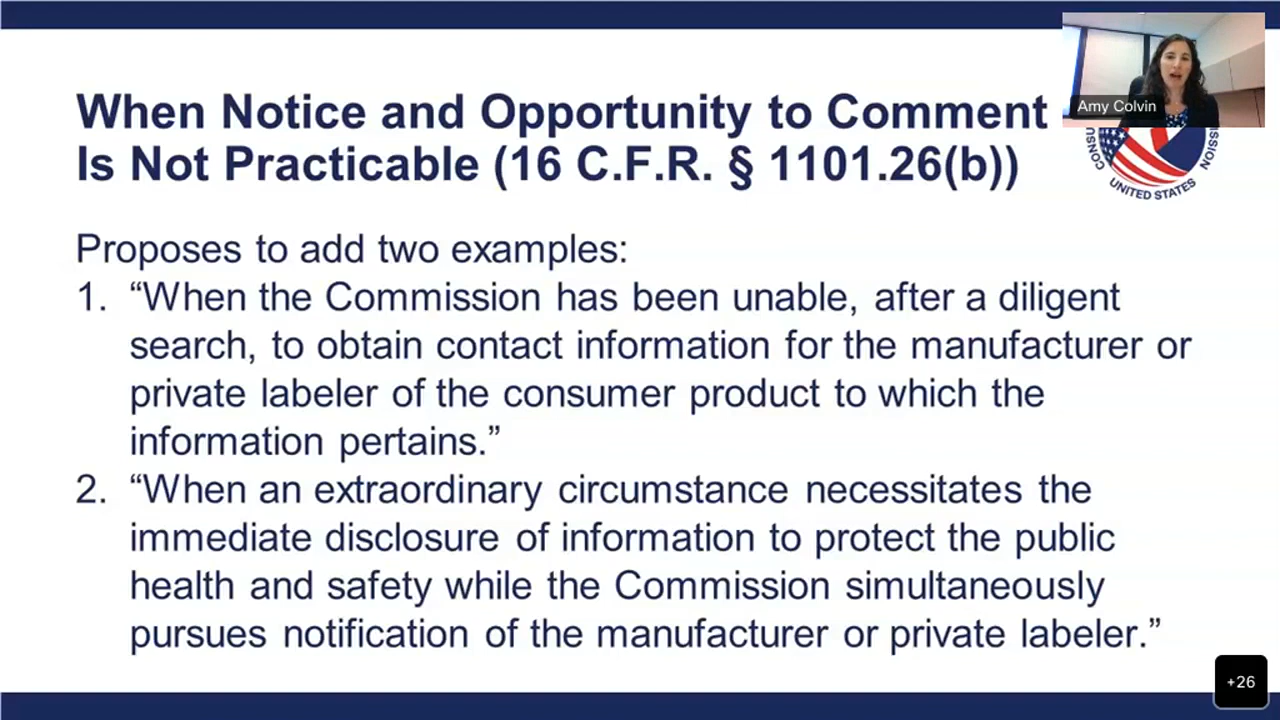 When Notice and Opportunity to Comment
Is Not Practicable (16 C.F.R. § 1101.26(b))
Amy Colvin
UNITED STATES
Proposes to add two examples:
1. “When the Commission has been unable, after a diligent
search, to obtain contact information for the manufacturer or
private labeler of the consumer product to which the
information pertains.”
2. “When an extraordinary circumstance necessitates the
immediate disclosure of information to protect the public
health and safety while the Commission simultaneously
pursues notification of the manufacturer or private labeler.”
+26